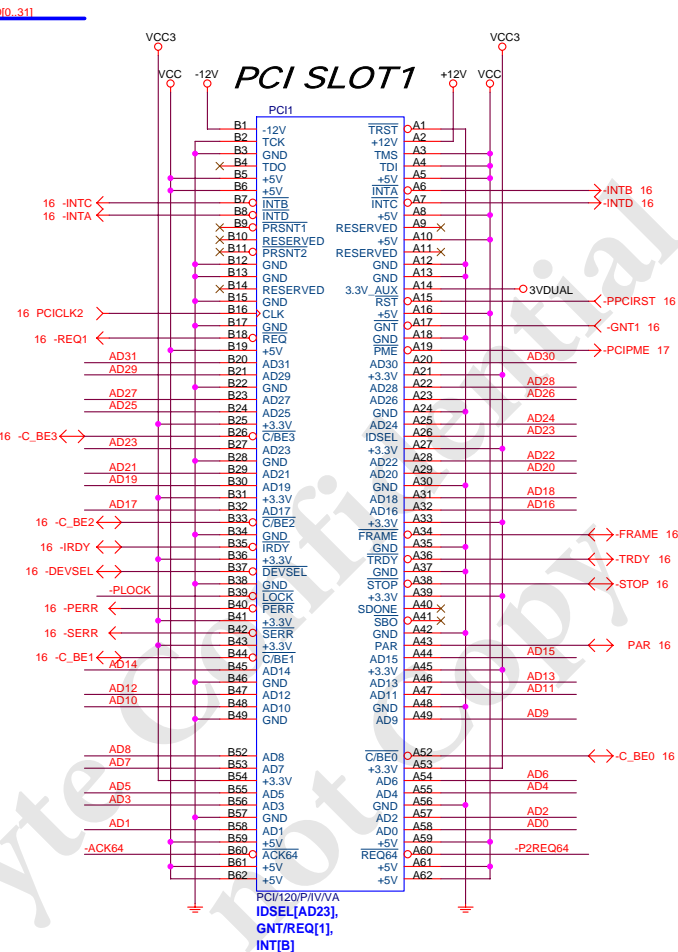 [0..31]
VCC3 VCC3
VCC -12V PCI SLOT1 +12V VCC
PCI1
B1 -12V TRST A1
B2 TCK +12V A2
B3 GND TMS A3
B4 TDO TDI A4
B5 +5V +5V A5
B6 +5V INTA A6 -INTB 16
16 -INTC B7 INTB INTC A7 -INTD 16
16 -INTA B8 INTD +5V A8
B9 PRSNT1 RESERVED A9
B10 RESERVED +5V A10
B11 PRSNT2 RESERVED A11
B12 GND GND A12
B13 GND GND A13
B14 RESERVED 3.3V_AUX A14 3VDUAL
B15 GND RST A15 -PPCIRST 16
16 PCICLK2 B16 CLK +5V A16
B17 GND GNT A17 -GNT1 16
16 -REQ1 B18 REQ GND A18
B19 +5V PME A19 -PCIPME 17
AD31 B20 AD31 AD30 A20 AD30
AD29 B21 AD29 +3.3V A21
B22 GND AD28 A22 AD28
AD27 B23 AD27 AD26 A23 AD26
AD25 B24 AD25 GND A24
B25 +3.3V AD24 A25 AD24
16 -C_BE3 B26 C/BE3 IDSEL A26 AD23
AD23 B27 AD23 +3.3V A27
B28 GND AD22 A28 AD22
AD21 B29 AD21 AD20 A29 AD20
AD19 B30 AD19 GND A30
B31 +3.3V AD18 A31 AD18
AD17 B32 AD17 AD16 A32 AD16
16 -C_BE2 B33 C/BE2 +3.3V A33
B34 GND FRAME A34 -FRAME 16
16 -IRDY B35 IRDY GND A35
B36 +3.3V TRDY A36 -TRDY 16
16 -DEVSEL B37 DEVSEL GND A37
B38 GND STOP A38 -STOP 16
-PLOCK B39 LOCK +3.3V A39
16 -PERR B40 PERR SDONE A40
B41 +3.3V SBO A41
16 -SERR B42 SERR GND A42
B43 +3.3V PAR A43 PAR 16
16 -C_BE1 B44 C/BE1 AD15 A44 AD15
AD14 B45 AD14 +3.3V A45
B46 GND AD13 A46 AD13
AD12 B47 AD12 AD11 A47 AD11
AD10 B48 AD10 GND A48
B49 GND AD9 A49 AD9
AD8 B52 AD8 C/BE0 A52 -C_BE0 16
AD7 B53 AD7 +3.3V A53
B54 +3.3V AD6 A54 AD6
AD5 B55 AD5 AD4 A55 AD4
AD3 B56 AD3 GND A56
B57 GND AD2 A57 AD2
AD1 B58 AD1 AD0 A58 AD0
B59 +5V +5V A59
-ACK64 B60 ACK64 REQ64 A60 -P2REQ64
B61 +5V +5V A61
B62 +5V +5V A62
PCI/120/P/IV/VA
IDSEL[AD23],
GNT/REQ[1],
INT[B]
yte Confidential
not Copy